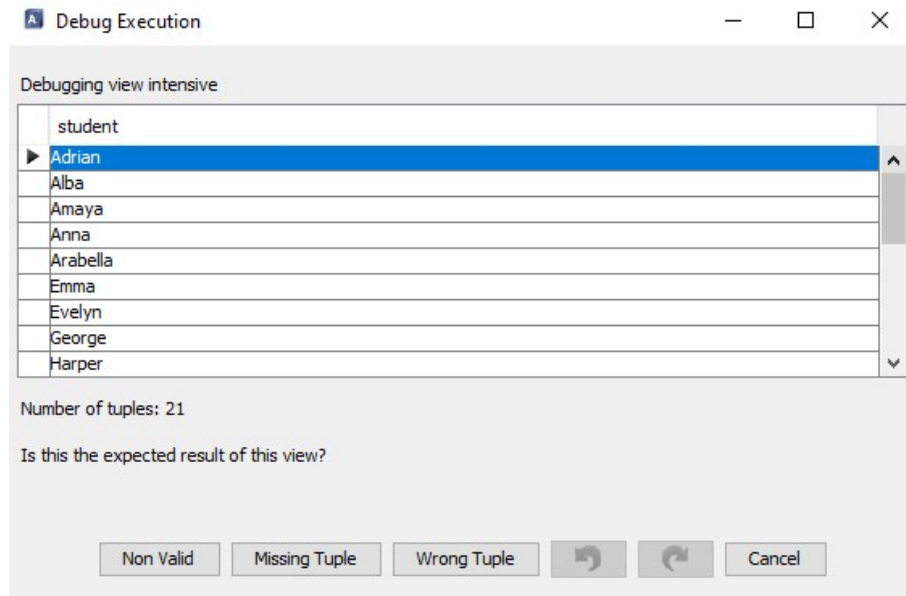 Debug Execution
Debugging view intensive
student
Adrian
Alba
Amaya
Anna
Arabella
Emma
Evelyn
George
Harper
Number of tuples: 21
Is this the expected result of this view?
Non Valid Missing Tuple Wrong Tuple Cancel